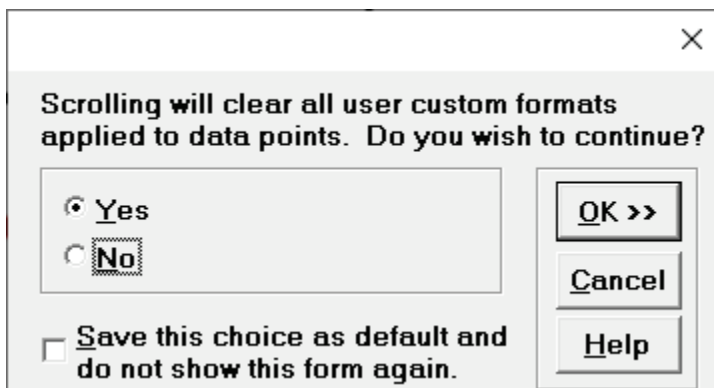 Scrolling will clear all user custom formats
applied to data points.  Do you wish to continue?
Yes
No
OK >>
Cancel
Save this choice as default and
do not show this form again.
Help